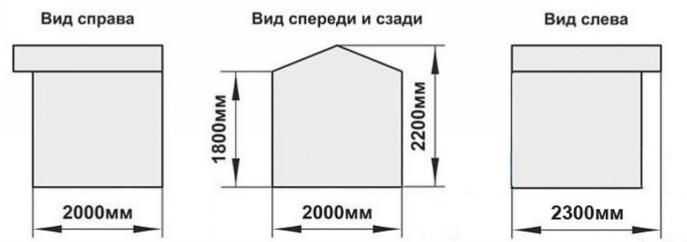 Вид справа
Вид спереди и сзади
Вид слева
1800мм
2200мм
2000мм
2000мм
2300мм